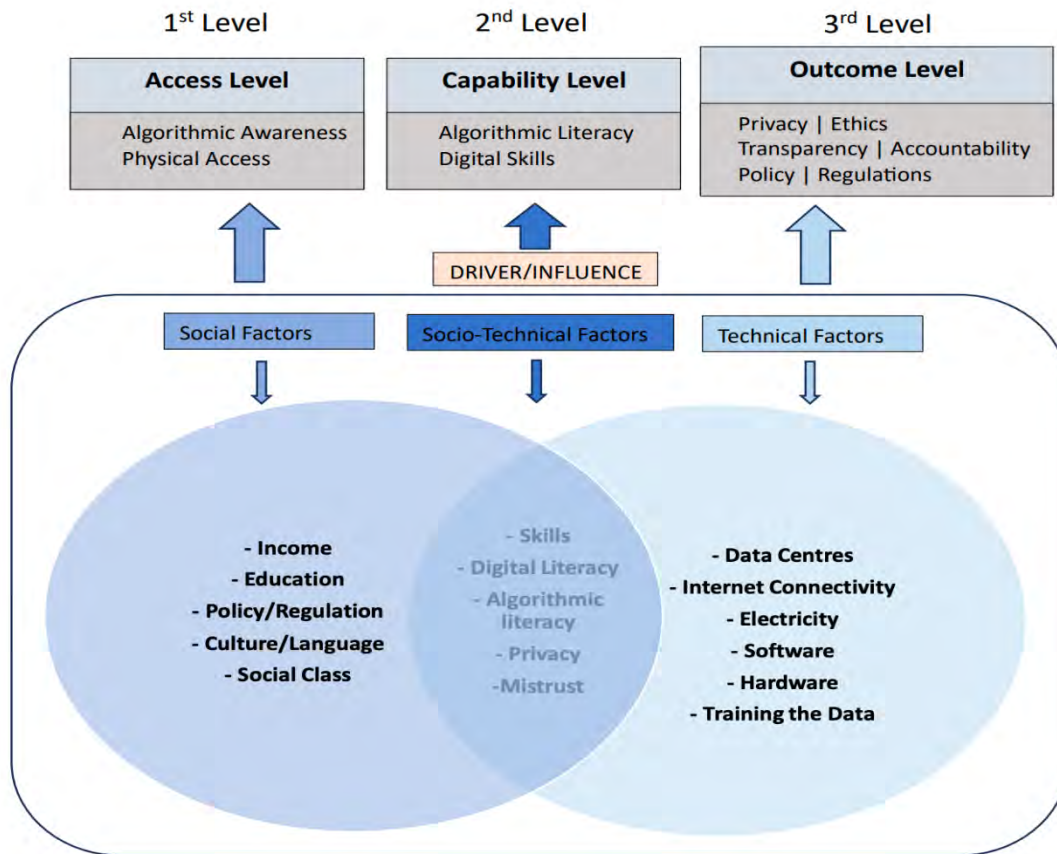 1st Level
2nd Level
3rd Level
Access Level
Algorithmic Awareness
Physical Access
Capability Level
Algorithmic Literacy
Digital Skills
Outcome Level
Privacy | Ethics
Transparency | Accountability
Policy | Regulations
DRIVER/INFLUENCE
Social Factors
Socio-Technical Factors
Technical Factors
- Income
- Education
- Policy/Regulation
- Culture/Language
- Social Class
- Skills
- Digital Literacy
- Algorithmic
literacy
- Privacy
-Mistrust
- Data Centres
- Internet Connectivity
- Electricity
- Software
- Hardware
- Training the Data